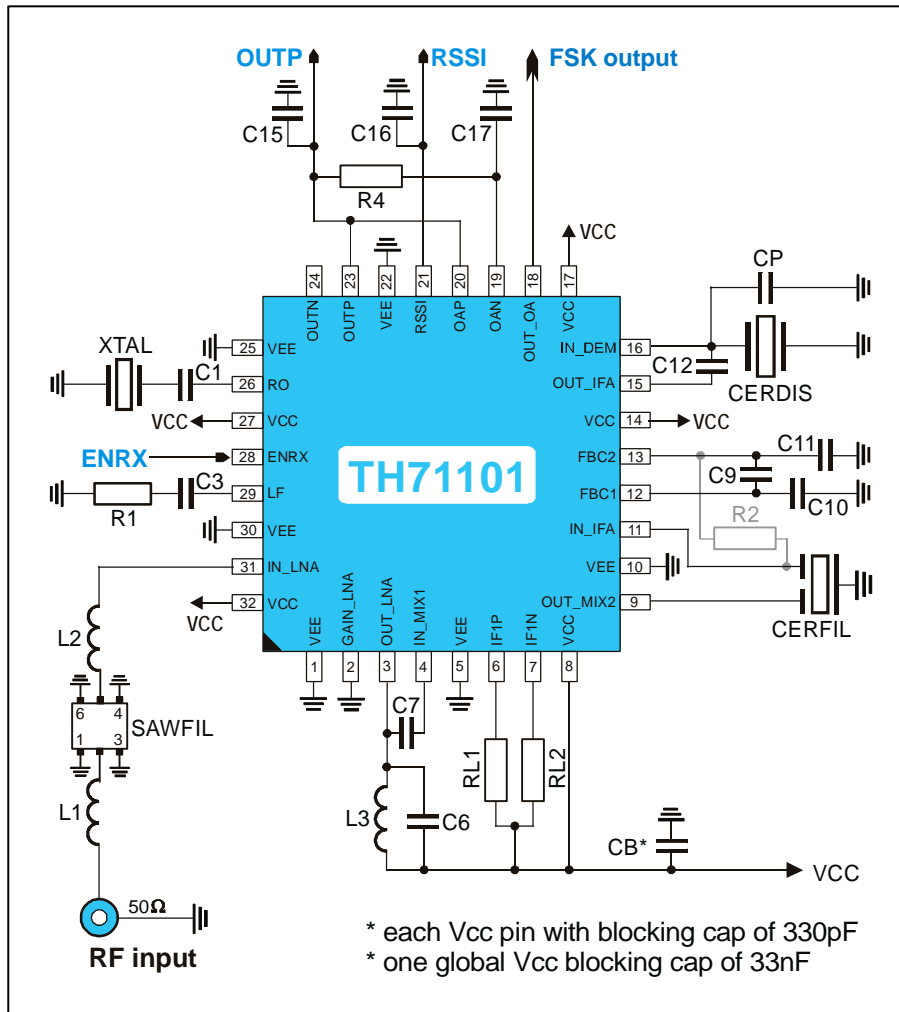 OUTP
RSSI
FSK output
C15
C16
C17
R4
VCC
CP
24
23
22
21
20
19
18
17
OUTN
OUTP
VEE
RSSI
OAP
OAN
OUT_OA
VCC
XTAL
C1
25 VEE
26 RO
VCC
27 VCC
ENRX
28 ENRX
C3
R1
29 LF
30 VEE
31 IN_LNA
VCC
32 VCC
TH71101
IN_DEM 16
C12
OUT_IFA 15
CERDIS
VCC 14
VCC
FBC2 13
C11
C9
FBC1 12
C10
IN_IFA 11
R2
VEE 10
OUT_MIX2 9
CERFIL
VEE
GAIN_LNA
OUT_LNA
IN_MIX1
VEE
IF1P
IF1N
VCC
1
2
3
4
5
6
7
8
L2
6 4
1 3
SAWFIL
L1
C7
RL1
RL2
L3
C6
CB*
VCC
50Ω
RF input
* each Vcc pin with blocking cap of 330pF
* one global Vcc blocking cap of 33nF